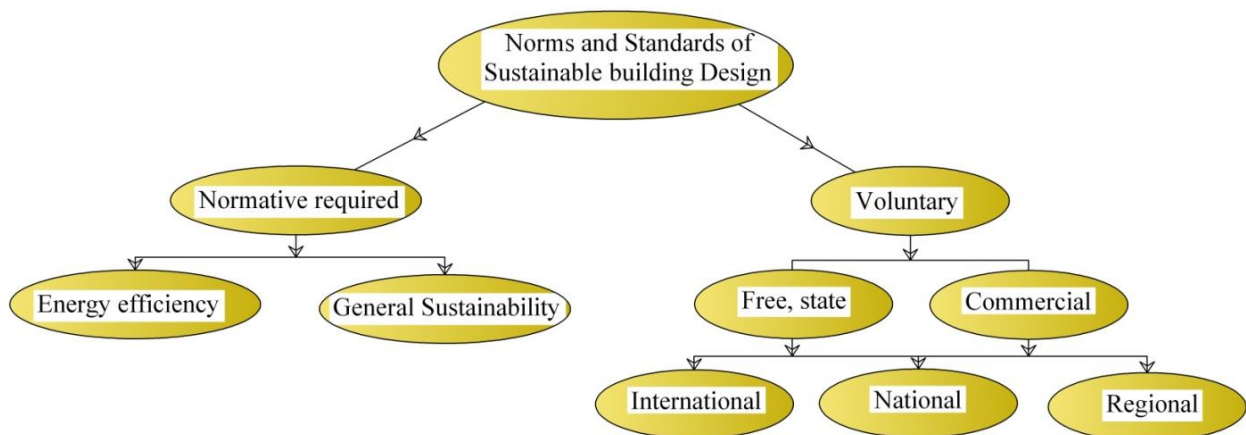 Norms and Standards of
Sustainable building Design
Normative required
Voluntary
Energy efficiency
General Sustainability
Free, state
Commercial
International
National
Regional